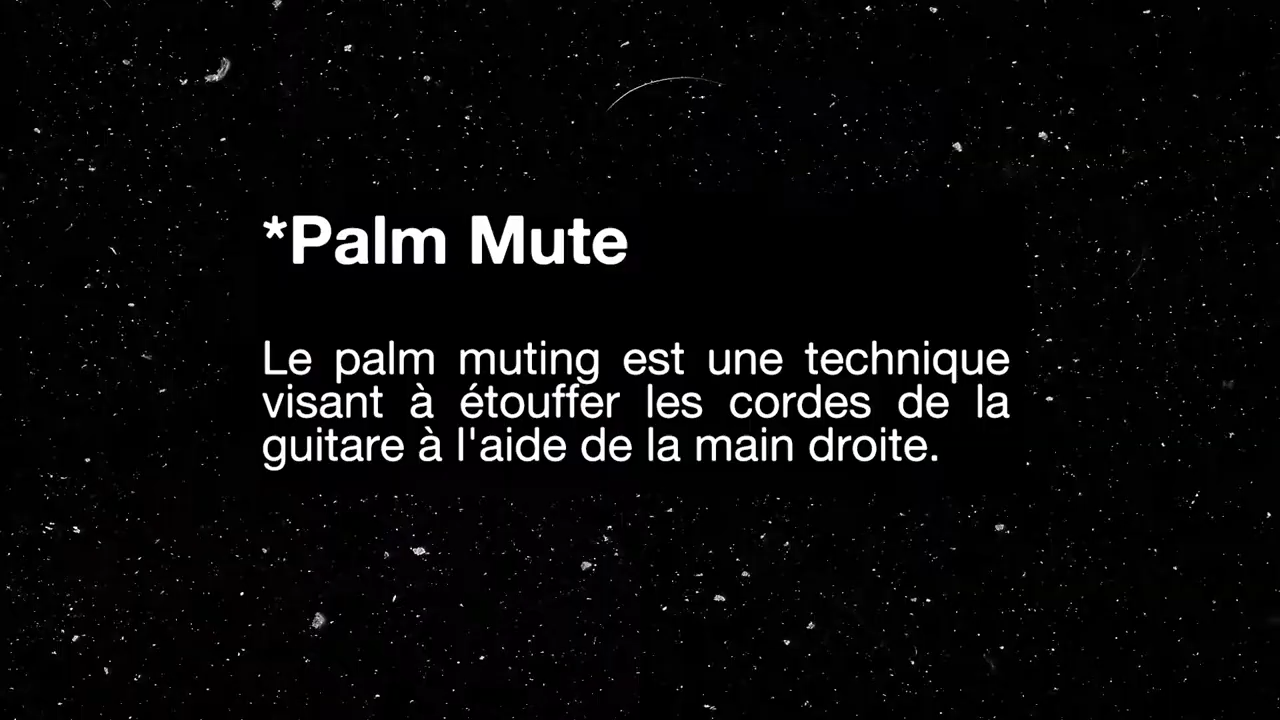 *Palm Mute
Le palm muting est une technique
visant à étouffer les cordes de la
guitare à l'aide de la main droite.